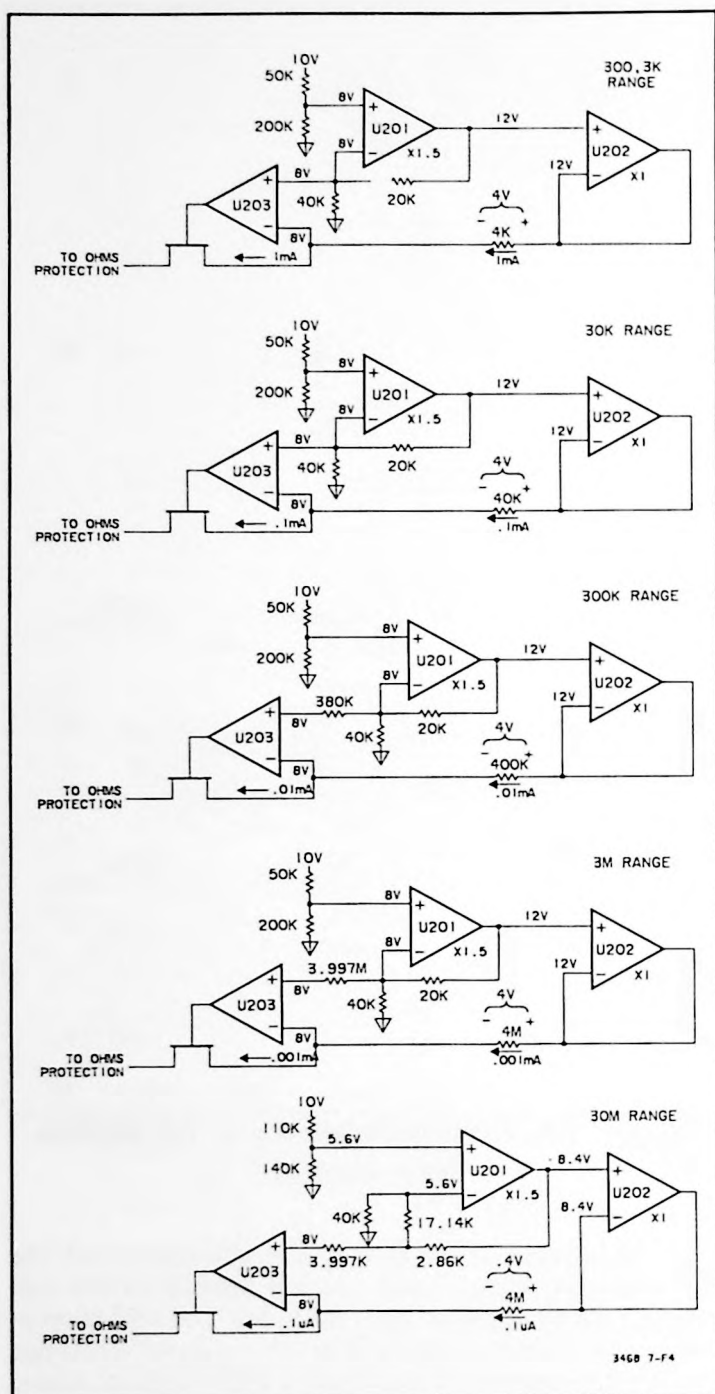 10V
300, 3K
RANGE
50K
8V
+
U201
12V
+
200K
8V
−
X1.5
U202
+
8V
12V
−
X1
U203
40K
20K
4V
− +
−
8V
4K
TO OHMS
PROTECTION
1mA
1mA
10V
30K RANGE
50K
8V
+
12V
+
U201
200K
8V
−
X1.5
U202
+
8V
12V
−
X1
U203
40K
20K
4V
− +
−
8V
40K
TO OHMS
PROTECTION
.1mA
.1mA
10V
300K RANGE
50K
8V
+
12V
+
U201
200K
8V
−
X1.5
U202
380K
+
8V
12V
−
X1
U203
40K
20K
4V
− +
−
8V
400K
TO OHMS
PROTECTION
.01mA
.01mA
10V
3M RANGE
50K
8V
+
12V
+
U201
200K
8V
−
X1.5
U202
3.997M
+
8V
12V
−
X1
U203
40K
20K
4V
− +
−
8V
4M
TO OHMS
PROTECTION
.001mA
.001mA
10V
30M RANGE
110K
5.6V
+
8.4V
+
U201
140K
5.6V
−
X1.5
U202
40K
17.14K
8.4V
−
X1
+
8V
3.997K
2.86K
U203
.4V
− +
−
8V
4M
TO OHMS
PROTECTION
.1uA
.1uA
3468 7-F4